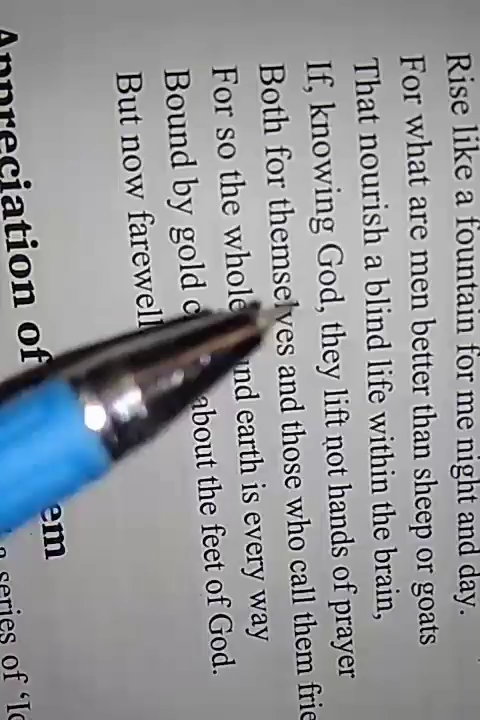 Rise like a fountain for me night and day.
For what are men better than sheep or goats
That nourish a blind life within the brain,
If, knowing God, they lift not hands of prayer
Both for themselves and those who call them frie
For so the whole nd earth is every way
Bound by gold c about the feet of God.
But now farewell
Appreciation of em
a series of